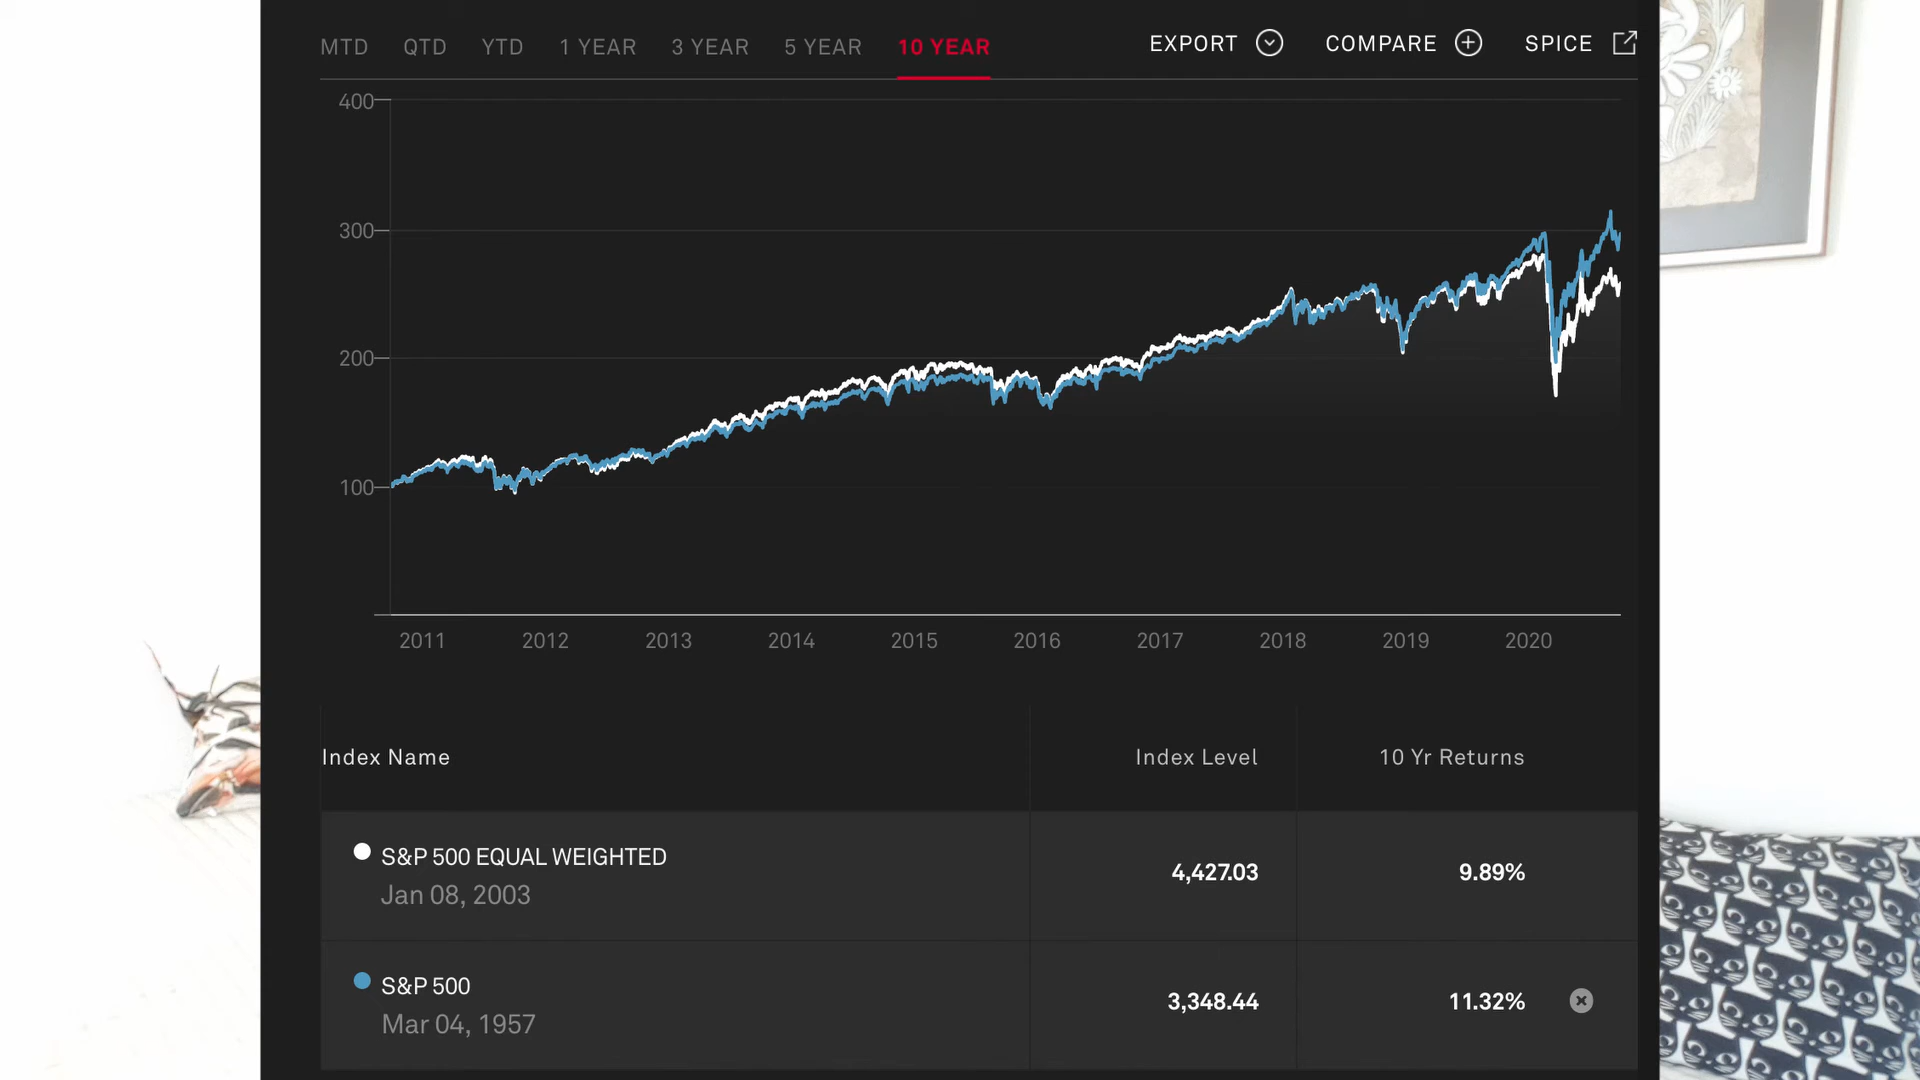 MTD QTD YTD 1 YEAR 3 YEAR 5 YEAR 10 YEAR EXPORT COMPARE SPICE
400
300
200
100
2011 2012 2013 2014 2015 2016 2017 2018 2019 2020
Index Name Index Level 10 Yr Returns
S&P 500 EQUAL WEIGHTED 4,427.03 9.89%
Jan 08, 2003
S&P 500 3,348.44 11.32%
Mar 04, 1957